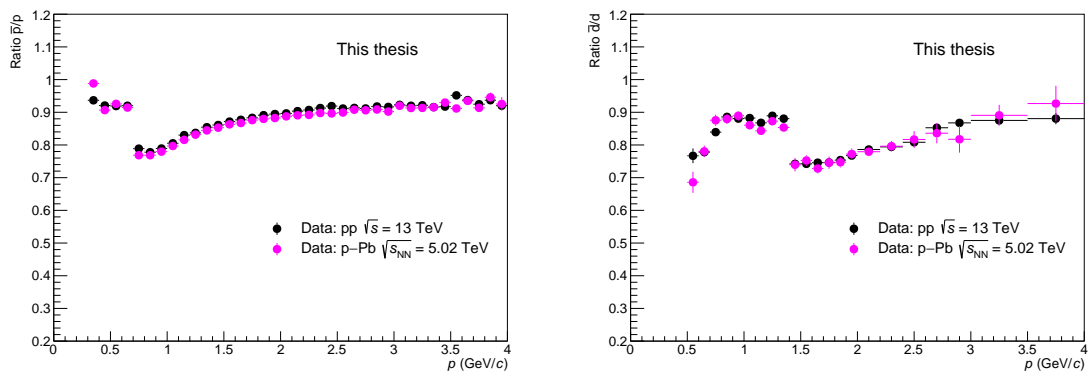 Ratio p̅/p
1.2
1.1
1
0.9
0.8
0.7
0.6
0.5
0.4
0.3
0.2
This thesis
Data: pp √s = 13 TeV
Data: p−Pb √sNN = 5.02 TeV
0 0.5 1 1.5 2 2.5 3 3.5 4
p (GeV/c)
Ratio d̅/d
1.2
1.1
1
0.9
0.8
0.7
0.6
0.5
0.4
0.3
0.2
This thesis
Data: pp √s = 13 TeV
Data: p−Pb √sNN = 5.02 TeV
0 0.5 1 1.5 2 2.5 3 3.5 4
p (GeV/c)